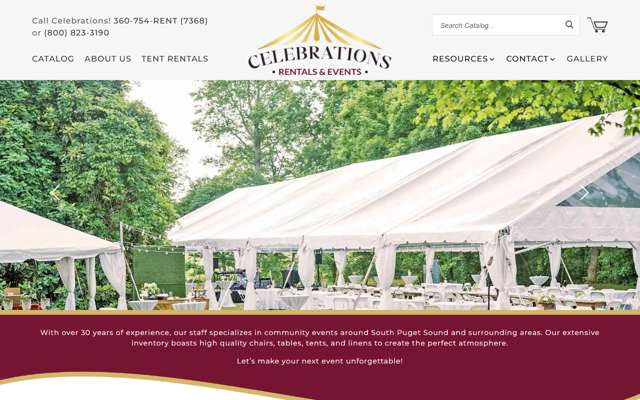 Call Celebrations! 360-754-RENT (7368)
or (800) 823-3190
Search Catalog ..
CATALOG ABOUT US TENT RENTALS
CELEBRATIONS
• RENTALS & EVENTS •
RESOURCES CONTACT GALLERY
With over 30 years of experience, our staff specializes in community events around South Puget Sound and surrounding areas. Our extensive
inventory boasts high quality chairs, tables, tents, and linens to create the perfect atmosphere.
Let's make your next event unforgettable!